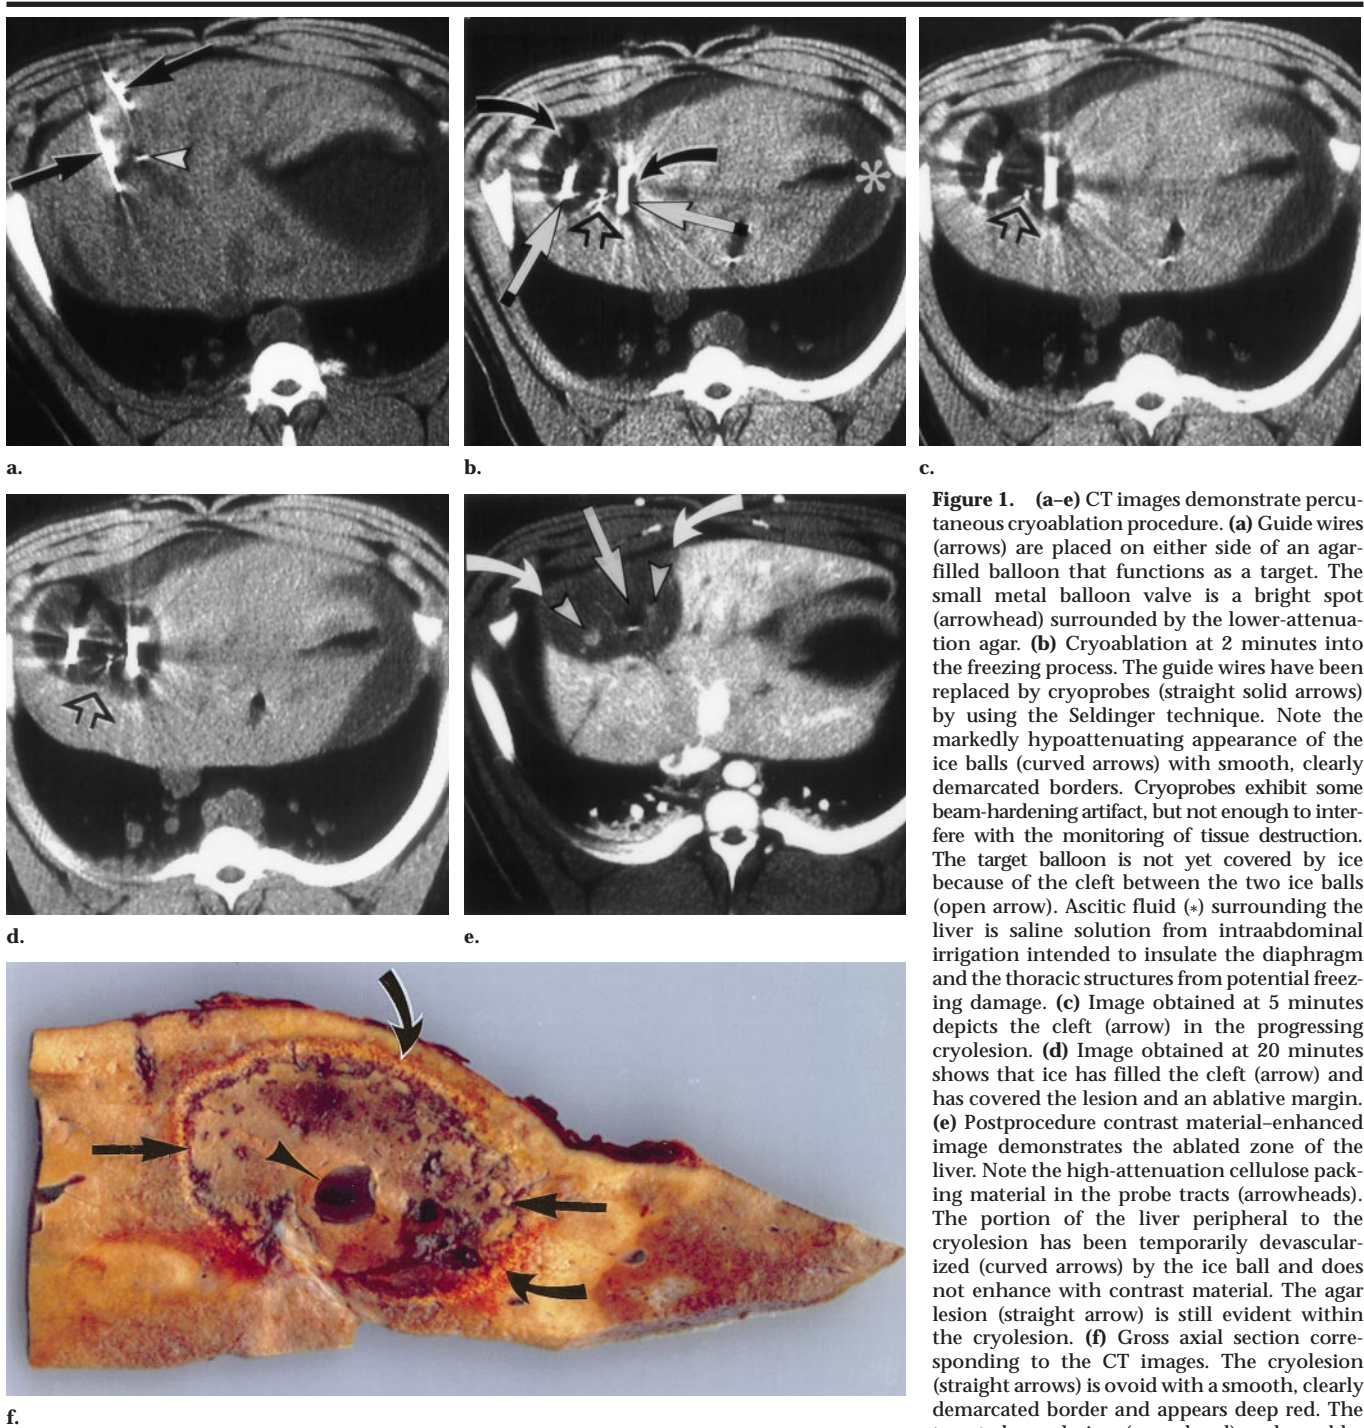 a.
b.
c.
d.
e.
f.
Figure 1. (a–e) CT images demonstrate percu-
taneous cryoablation procedure. (a) Guide wires
(arrows) are placed on either side of an agar-
filled balloon that functions as a target. The
small metal balloon valve is a bright spot
(arrowhead) surrounded by the lower-attenua-
tion agar. (b) Cryoablation at 2 minutes into
the freezing process. The guide wires have been
replaced by cryoprobes (straight solid arrows)
by using the Seldinger technique. Note the
markedly hypoattenuating appearance of the
ice balls (curved arrows) with smooth, clearly
demarcated borders. Cryoprobes exhibit some
beam-hardening artifact, but not enough to inter-
fere with the monitoring of tissue destruction.
The target balloon is not yet covered by ice
because of the cleft between the two ice balls
(open arrow). Ascitic fluid (*) surrounding the
liver is saline solution from intraabdominal
irrigation intended to insulate the diaphragm
and the thoracic structures from potential freez-
ing damage. (c) Image obtained at 5 minutes
depicts the cleft (arrow) in the progressing
cryolesion. (d) Image obtained at 20 minutes
shows that ice has filled the cleft (arrow) and
has covered the lesion and an ablative margin.
(e) Postprocedure contrast material–enhanced
image demonstrates the ablated zone of the
liver. Note the high-attenuation cellulose pack-
ing material in the probe tracts (arrowheads).
The portion of the liver peripheral to the
cryolesion has been temporarily devascular-
ized (curved arrows) by the ice ball and does
not enhance with contrast material. The agar
lesion (straight arrow) is still evident within
the cryolesion. (f) Gross axial section corre-
sponding to the CT images. The cryolesion
(straight arrows) is ovoid with a smooth, clearly
demarcated border and appears deep red. The